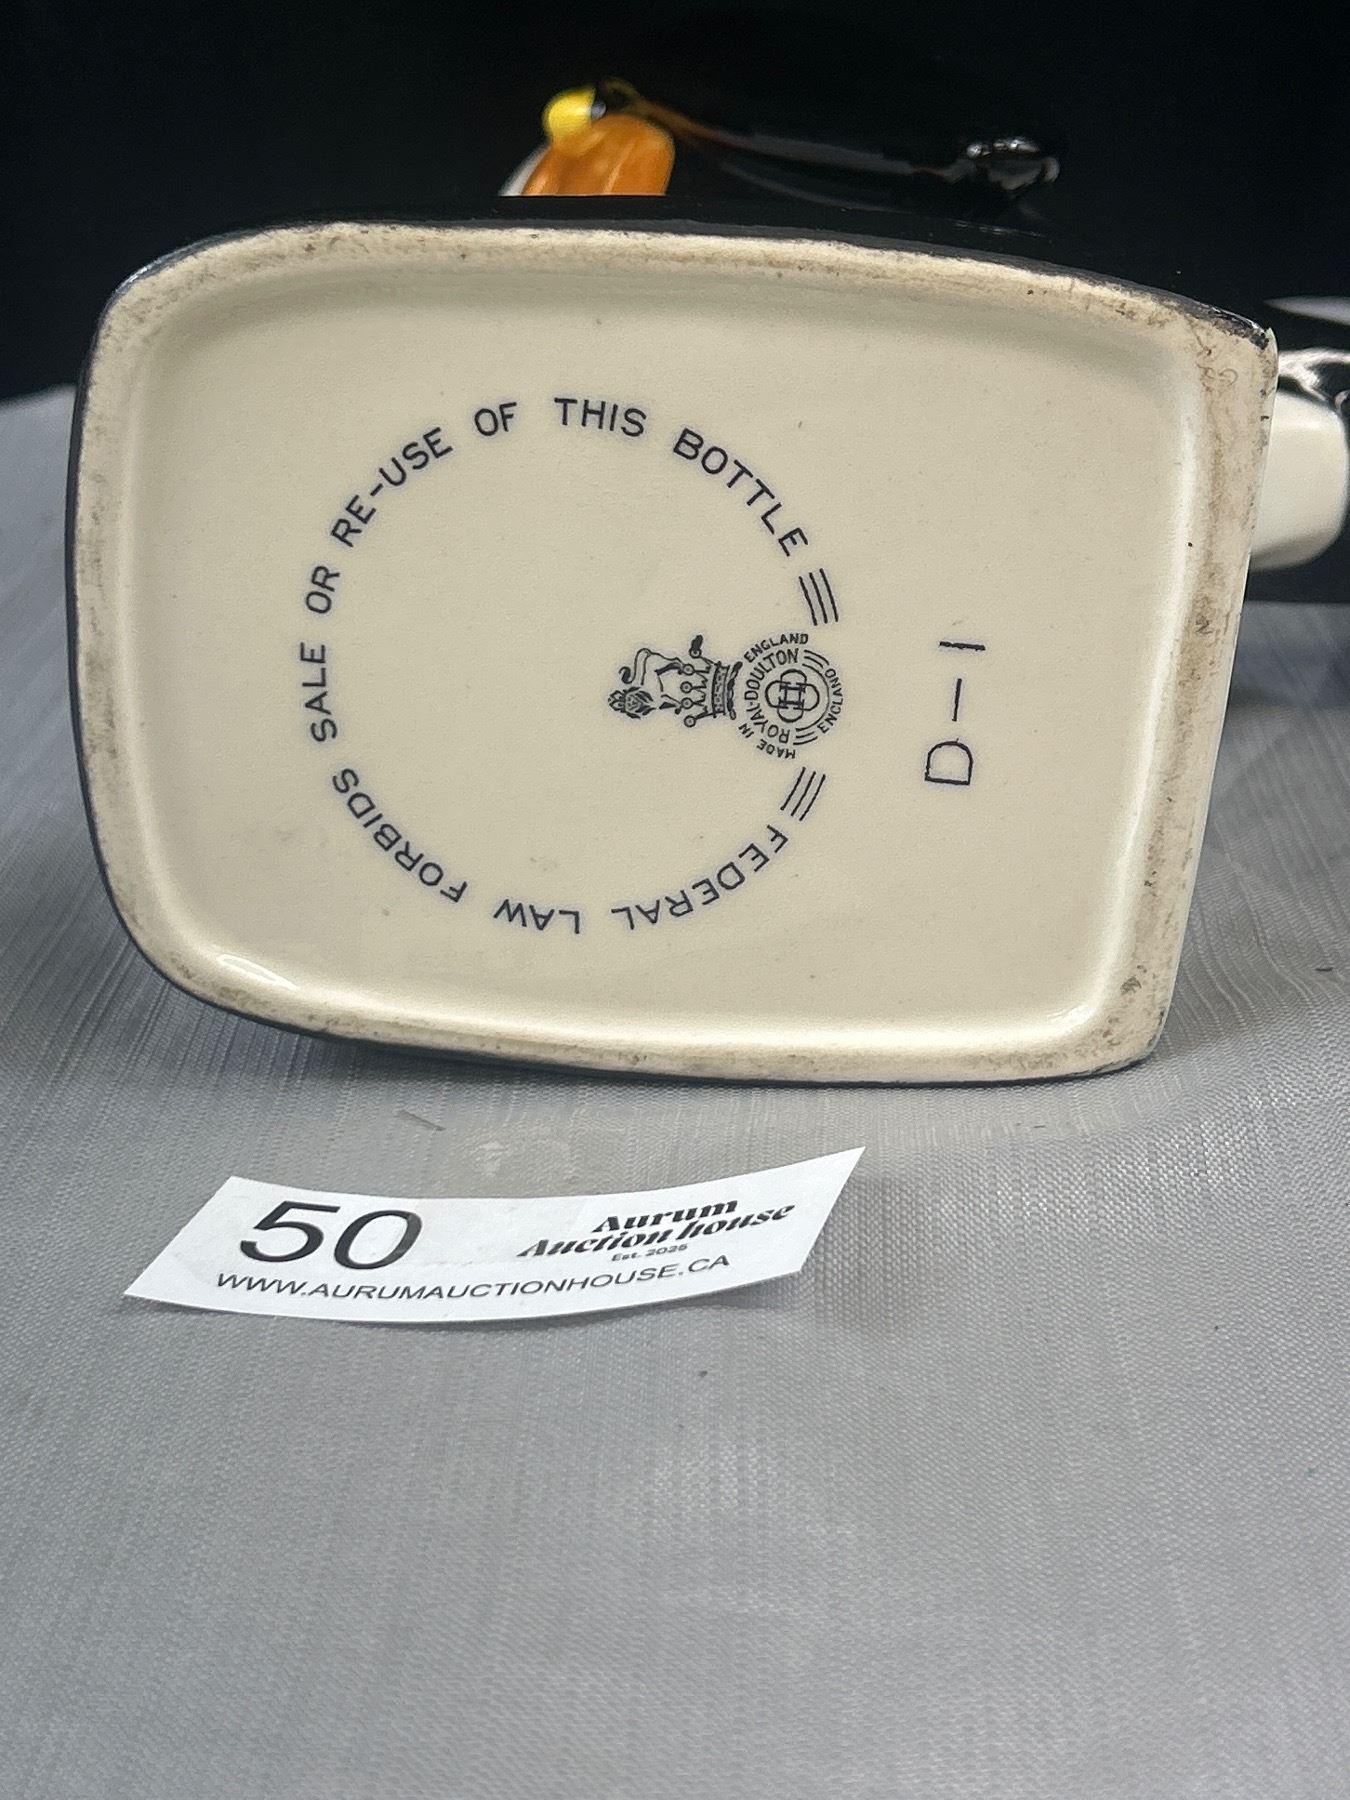 FEDERAL LAW FORBIDS SALE OR RE-USE OF THIS BOTTLE
MADE IN ENGLAND
ROYAL·DOULTON
ENGLAND
D-1
50
Aurum
Auction house
Est. 2025
WWW.AURUMAUCTIONHOUSE.CA